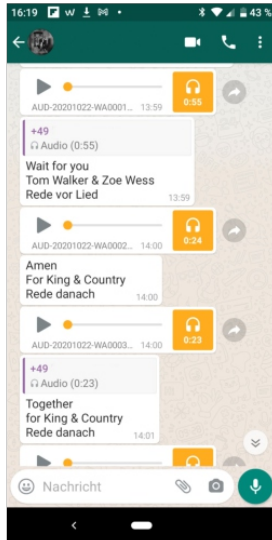 16:19
43 %
0:55
AUD-20201022-WA0001... 13:59
+49
Audio (0:55)
Wait for you
Tom Walker & Zoe Wess
Rede vor Lied
13:59
0:24
AUD-20201022-WA0002... 14:00
Amen
For King & Country
Rede danach
14:00
0:23
AUD-20201022-WA0003... 14:00
+49
Audio (0:23)
Together
for King & Country
Rede danach
14:01
Nachricht